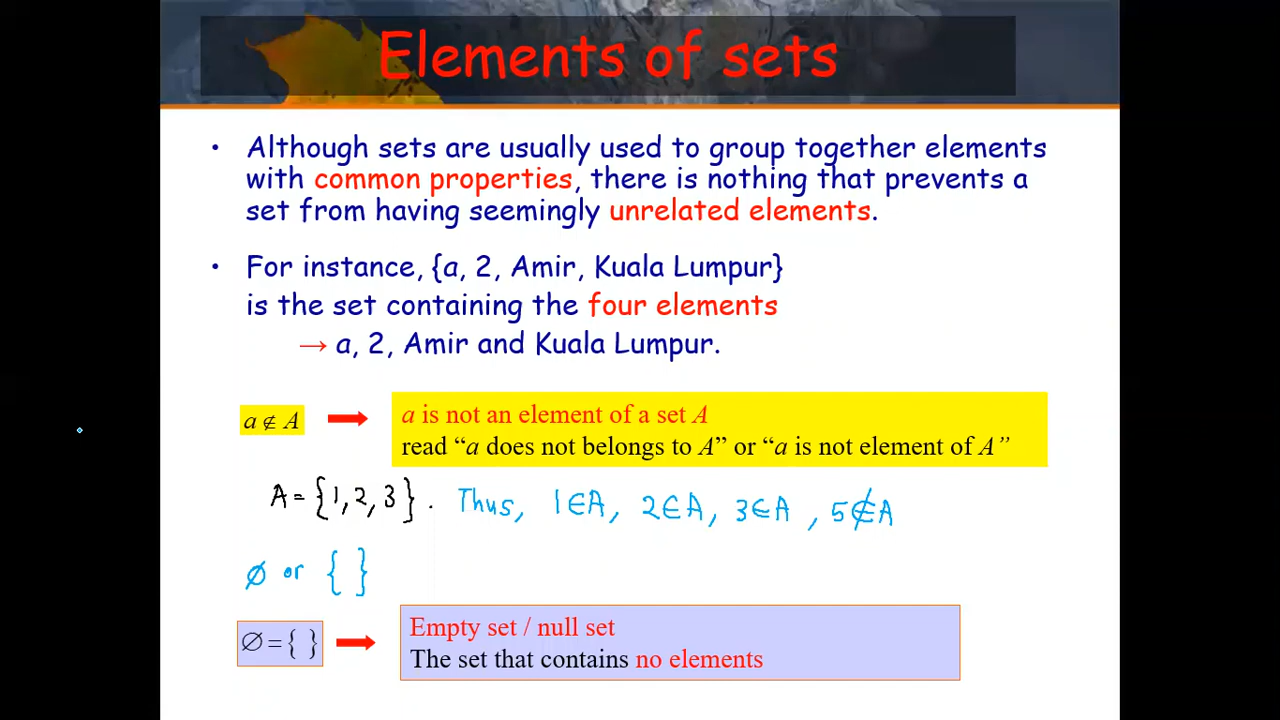 Elements of sets
• Although sets are usually used to group together elements
with common properties, there is nothing that prevents a
set from having seemingly unrelated elements.
• For instance, {a, 2, Amir, Kuala Lumpur}
is the set containing the four elements
→ a, 2, Amir and Kuala Lumpur.
a ∉ A
a is not an element of a set A
read “a does not belongs to A” or “a is not element of A”
A = {1, 2, 3}. Thus, 1∈A, 2∈A, 3∈A, 5∉A
∅ or { }
∅ = { }
Empty set / null set
The set that contains no elements